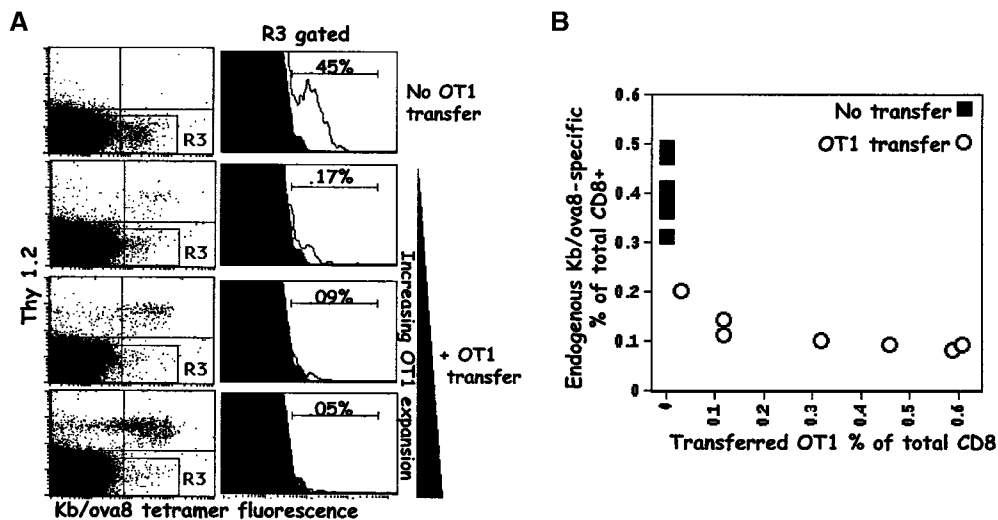 A
R3 gated
Thy 1.2
R3
45%
No OT1
transfer
R3
.17%
R3
09%
R3
.05%
Increasing OT1 expansion
+ OT1
transfer
Kb/ova8 tetramer fluorescence
B
Endogenous Kb/ova8-specific
% of total CD8+
0.6
0.5
0.4
0.3
0.2
0.1
0
No transfer
OT1 transfer
0
0.1
0.2
0.3
0.4
0.5
0.6
Transferred OT1 % of total CD8